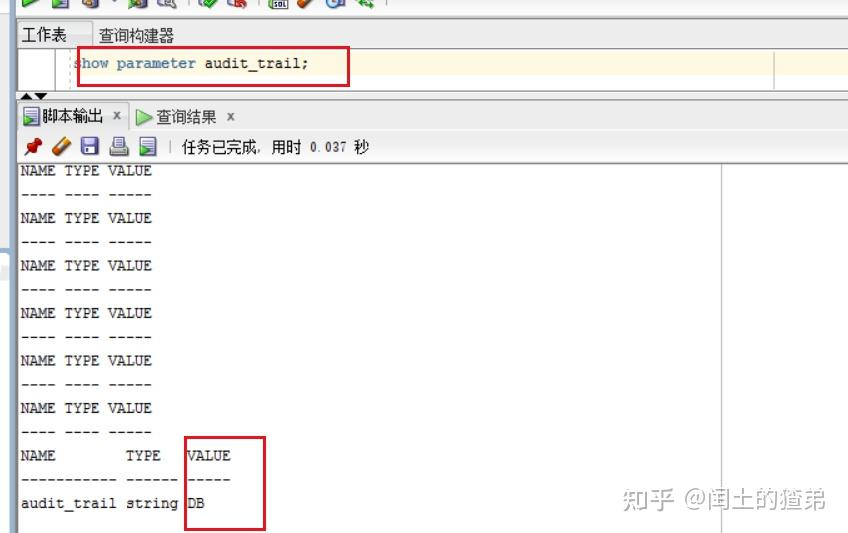 SQL
工作表 查询构建器
show parameter audit_trail;
脚本输出 x 查询结果 x
任务已完成, 用时 0.037 秒
NAME TYPE VALUE
---- ---- -----
NAME TYPE VALUE
---- ---- -----
NAME TYPE VALUE
---- ---- -----
NAME TYPE VALUE
---- ---- -----
NAME TYPE VALUE
---- ---- -----
NAME TYPE VALUE
---- ---- -----
NAME TYPE VALUE
----------- ------ -----
audit_trail string DB
知乎 @闰土的猹弟